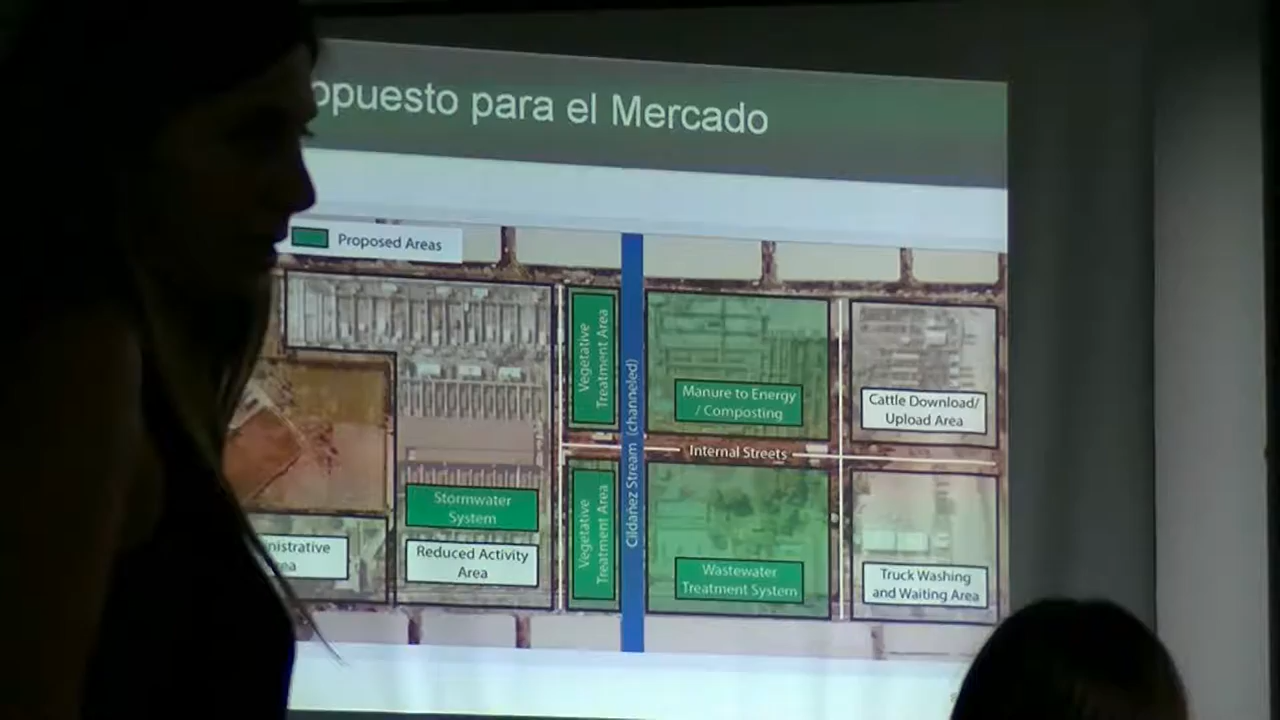 opuesto para el Mercado
Proposed Areas
Vegetative
Treatment Area
Cildañez Stream (channeled)
Manure to Energy
/ Composting
Cattle Download/
Upload Area
Internal Streets
Stormwater
System
Reduced Activity
Area
Vegetative
Treatment Area
Wastewater
Treatment System
Truck Washing
and Waiting Area